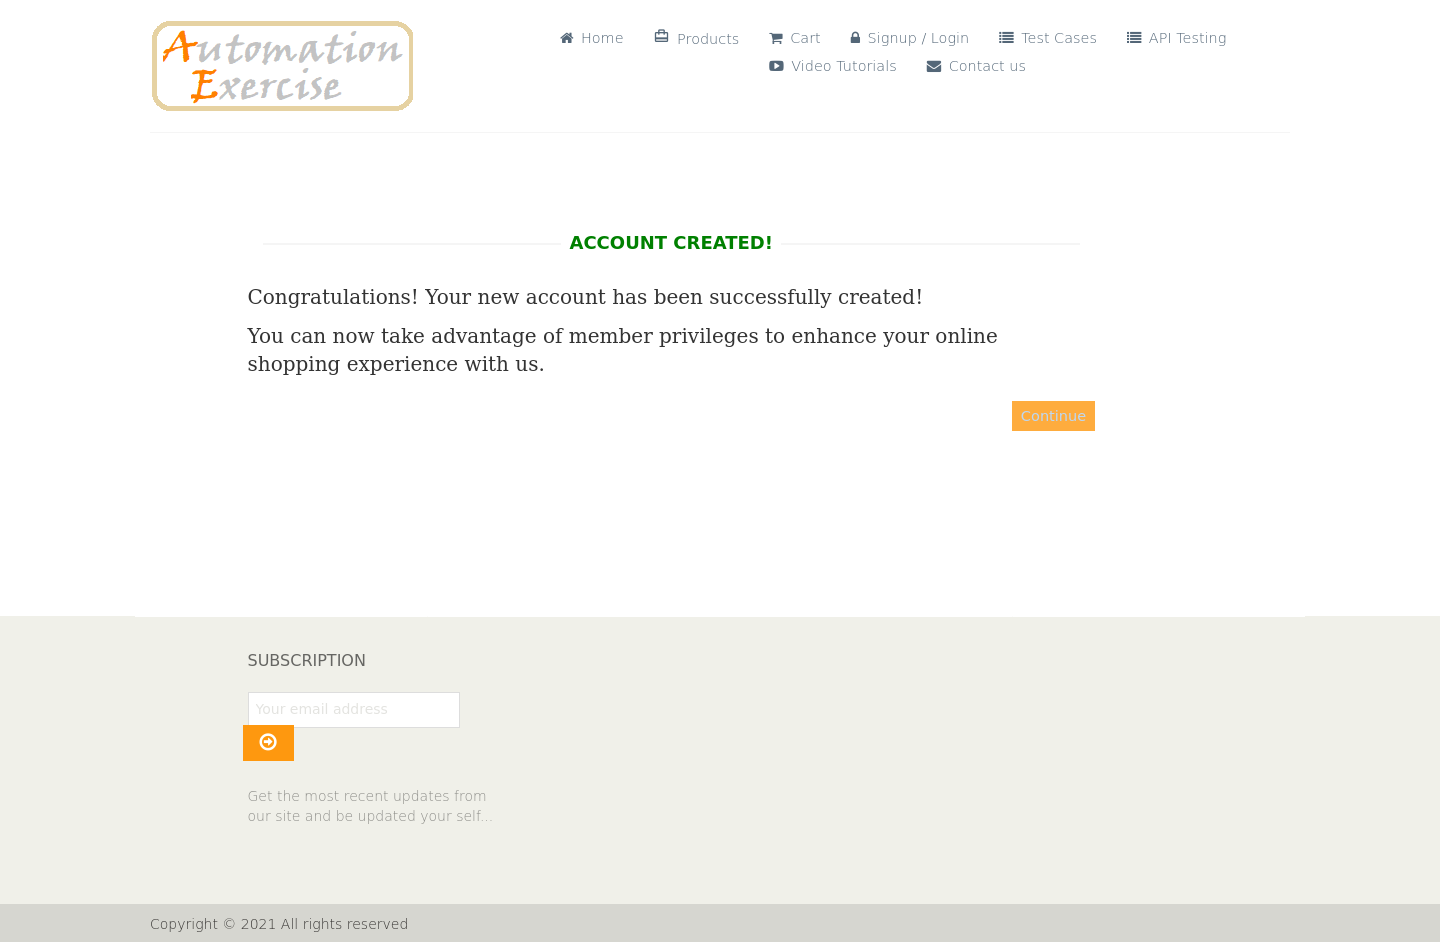 Automation
Exercise
Home
Products
Cart
Signup / Login
Test Cases
API Testing
Video Tutorials
Contact us
ACCOUNT CREATED!
Congratulations! Your new account has been successfully created!
You can now take advantage of member privileges to enhance your online
shopping experience with us.
Continue
SUBSCRIPTION
Your email address
Get the most recent updates from
our site and be updated your self...
Copyright © 2021 All rights reserved